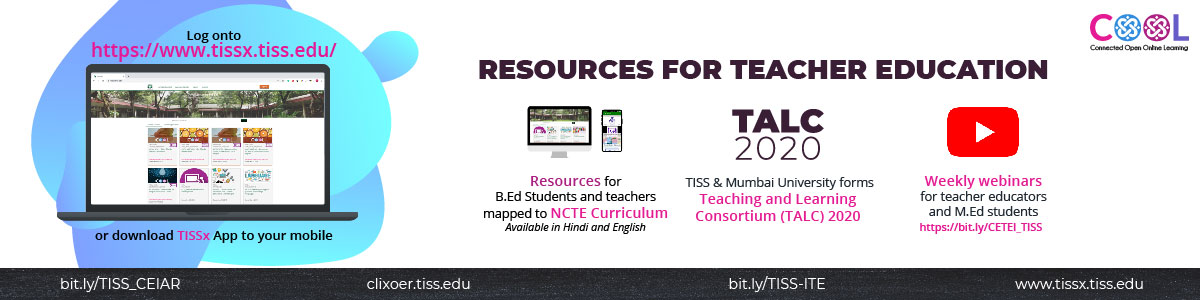 Log onto
https://www.tissx.tiss.edu/
or download TISSx App to your mobile
COOL
Connected Open Online Learning
RESOURCES FOR TEACHER EDUCATION
Resources for
B.Ed Students and teachers
mapped to NCTE Curriculum
Available in Hindi and English
TALC
2020
TISS & Mumbai University forms
Teaching and Learning
Consortium (TALC) 2020
Weekly webinars
for teacher educators
and M.Ed students
https://bit.ly/CETEI_TISS
bit.ly/TISS_CEIAR
clixoer.tiss.edu
bit.ly/TISS-ITE
www.tissx.tiss.edu